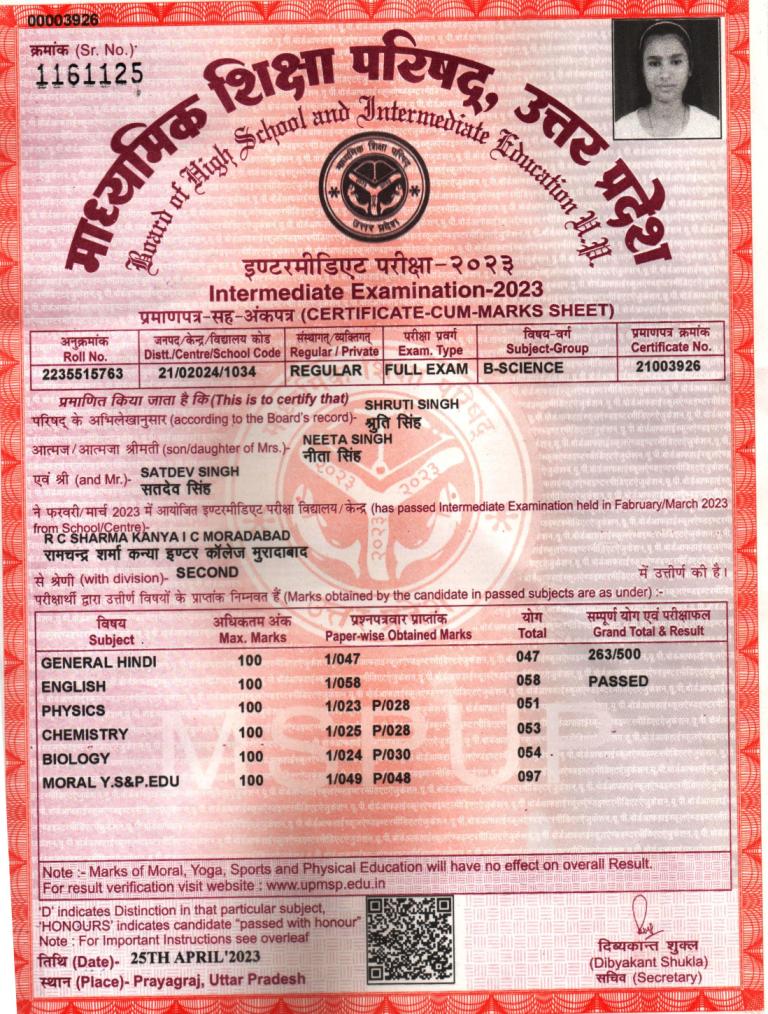 00003926
क्रमांक (Sr. No.)
1161125
माध्यमिक शिक्षा परिषद्, उत्तर प्रदेश
Board of High School and Intermediate Education U.P.
माध्यमिक शिक्षा परिषद
उत्तर प्रदेश
इण्टरमीडिएट परीक्षा-२०२३
Intermediate Examination-2023
प्रमाणपत्र-सह-अंकपत्र (CERTIFICATE-CUM-MARKS SHEET)
अनुक्रमांक जनपद/केन्द्र/विद्यालय कोड संस्थागत/व्यक्तिगत परीक्षा प्रवर्ग विषय-वर्ग प्रमाणपत्र क्रमांक
Roll No. Distt./Centre/School Code Regular / Private Exam. Type Subject-Group Certificate No.
2235515763 21/02024/1034 REGULAR FULL EXAM B-SCIENCE 21003926
प्रमाणित किया जाता है कि (This is to certify that) SHRUTI SINGH
परिषद् के अभिलेखानुसार (according to the Board's record)- श्रुति सिंह
NEETA SINGH
आत्मज/आत्मजा श्रीमती (son/daughter of Mrs.)- नीता सिंह
SATDEV SINGH
एवं श्री (and Mr.)- सतदेव सिंह
ने फरवरी/मार्च 2023 में आयोजित इण्टरमीडिएट परीक्षा विद्यालय/केन्द्र (has passed Intermediate Examination held in Fabruary/March 2023
from School/Centre)-
R C SHARMA KANYA I C MORADABAD
रामचन्द्र शर्मा कन्या इण्टर कॉलेज मुरादाबाद
से श्रेणी (with division)- SECOND में उत्तीर्ण की है।
परीक्षार्थी द्वारा उत्तीर्ण विषयों के प्राप्तांक निम्नवत हैं (Marks obtained by the candidate in passed subjects are as under) :-
विषय अधिकतम अंक प्रश्नपत्रवार प्राप्तांक योग सम्पूर्ण योग एवं परीक्षाफल
Subject Max. Marks Paper-wise Obtained Marks Total Grand Total & Result
GENERAL HINDI 100 1/047 047 263/500
ENGLISH 100 1/058 058 PASSED
PHYSICS 100 1/023 P/028 051
CHEMISTRY 100 1/025 P/028 053
BIOLOGY 100 1/024 P/030 054
MORAL Y.S&P.EDU 100 1/049 P/048 097
MSPUP
Note :- Marks of Moral, Yoga, Sports and Physical Education will have no effect on overall Result.
For result verification visit website : www.upmsp.edu.in
'D' indicates Distinction in that particular subject,
'HONOURS' indicates candidate "passed with honour"
Note : For Important Instructions see overleaf
तिथि (Date)- 25TH APRIL'2023
स्थान (Place)- Prayagraj, Uttar Pradesh
दिब्यकान्त शुक्ल
(Dibyakant Shukla)
सचिव (Secretary)